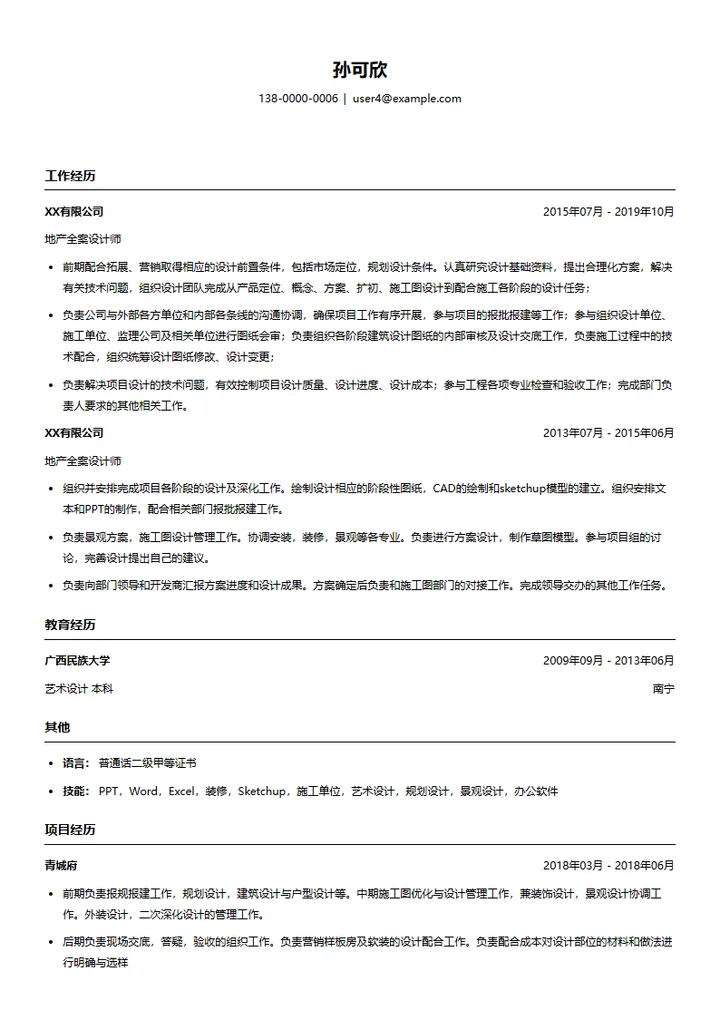 孙可欣
138-0000-0006 | user4@example.com
工作经历
XX有限公司 2015年07月 - 2019年10月
地产全案设计师
• 前期配合拓展、营销取得相应的设计前置条件，包括市场定位，规划设计条件。认真研究设计基础资料，提出合理化方案，解决
有关技术问题，组织设计团队完成从产品定位、概念、方案、扩初、施工图设计到配合施工各阶段的设计任务；
• 负责公司与外部各方单位和内部各条线的沟通协调，确保项目工作有序开展，参与项目的报批报建等工作；参与组织设计单位、
施工单位、监理公司及相关单位进行图纸会审；负责组织各阶段建筑设计图纸的内部审核及设计交底工作，负责施工过程中的技
术配合，组织统筹设计图纸修改、设计变更；
• 负责解决项目设计的技术问题，有效控制项目设计质量、设计进度、设计成本；参与工程各项专业检查和验收工作；完成部门负
责人要求的其他相关工作。
XX有限公司 2013年07月 - 2015年06月
地产全案设计师
• 组织并安排完成项目各阶段的设计及深化工作。绘制设计相应的阶段性图纸，CAD的绘制和sketchup模型的建立。组织安排文
本和PPT的制作，配合相关部门报批报建工作。
• 负责景观方案，施工图设计管理工作。协调安装，装修，景观等各专业。负责进行方案设计，制作草图模型。参与项目组的讨
论，完善设计提出自己的建议。
• 负责向部门领导和开发商汇报方案进度和设计成果。方案确定后负责和施工图部门的对接工作。完成领导交办的其他工作任务。
教育经历
广西民族大学 2009年09月 - 2013年06月
艺术设计 本科 南宁
其他
• 语言： 普通话二级甲等证书
• 技能： PPT，Word，Excel，装修，Sketchup，施工单位，艺术设计，规划设计，景观设计，办公软件
项目经历
青城府 2018年03月 - 2018年06月
• 前期负责报规报建工作，规划设计，建筑设计与户型设计等。中期施工图优化与设计管理工作，兼装饰设计，景观设计协调工
作。外装设计，二次深化设计的管理工作。
• 后期负责现场交底，答疑，验收的组织工作。负责营销样板房及软装的设计配合工作。负责配合成本对设计部位的材料和做法进
行明确与选样